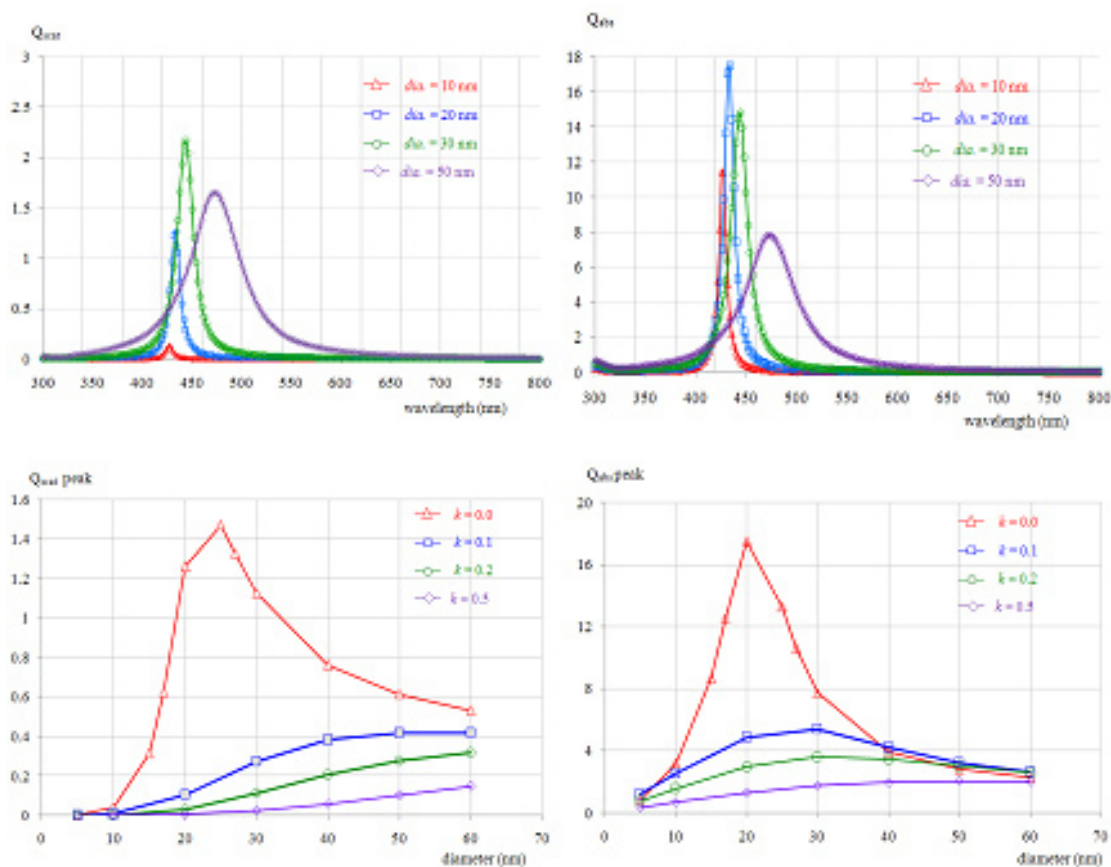 Q_scat
3
2.5
2
1.5
1
0.5
0
300 350 400 450 500 550 600 650 700 750 800
wavelength (nm)
dia. = 10 nm
dia. = 20 nm
dia. = 30 nm
dia. = 50 nm
Q_abs
18
16
14
12
10
8
6
4
2
0
300 350 400 450 500 550 600 650 700 750 800
wavelength (nm)
dia. = 10 nm
dia. = 20 nm
dia. = 30 nm
dia. = 50 nm
Q_scat peak
1.6
1.4
1.2
1
0.8
0.6
0.4
0.2
0
0 10 20 30 40 50 60 70
diameter (nm)
k = 0.0
k = 0.1
k = 0.2
k = 0.5
Q_abs peak
20
16
12
8
4
0
0 10 20 30 40 50 60 70
diameter (nm)
k = 0.0
k = 0.1
k = 0.2
k = 0.5